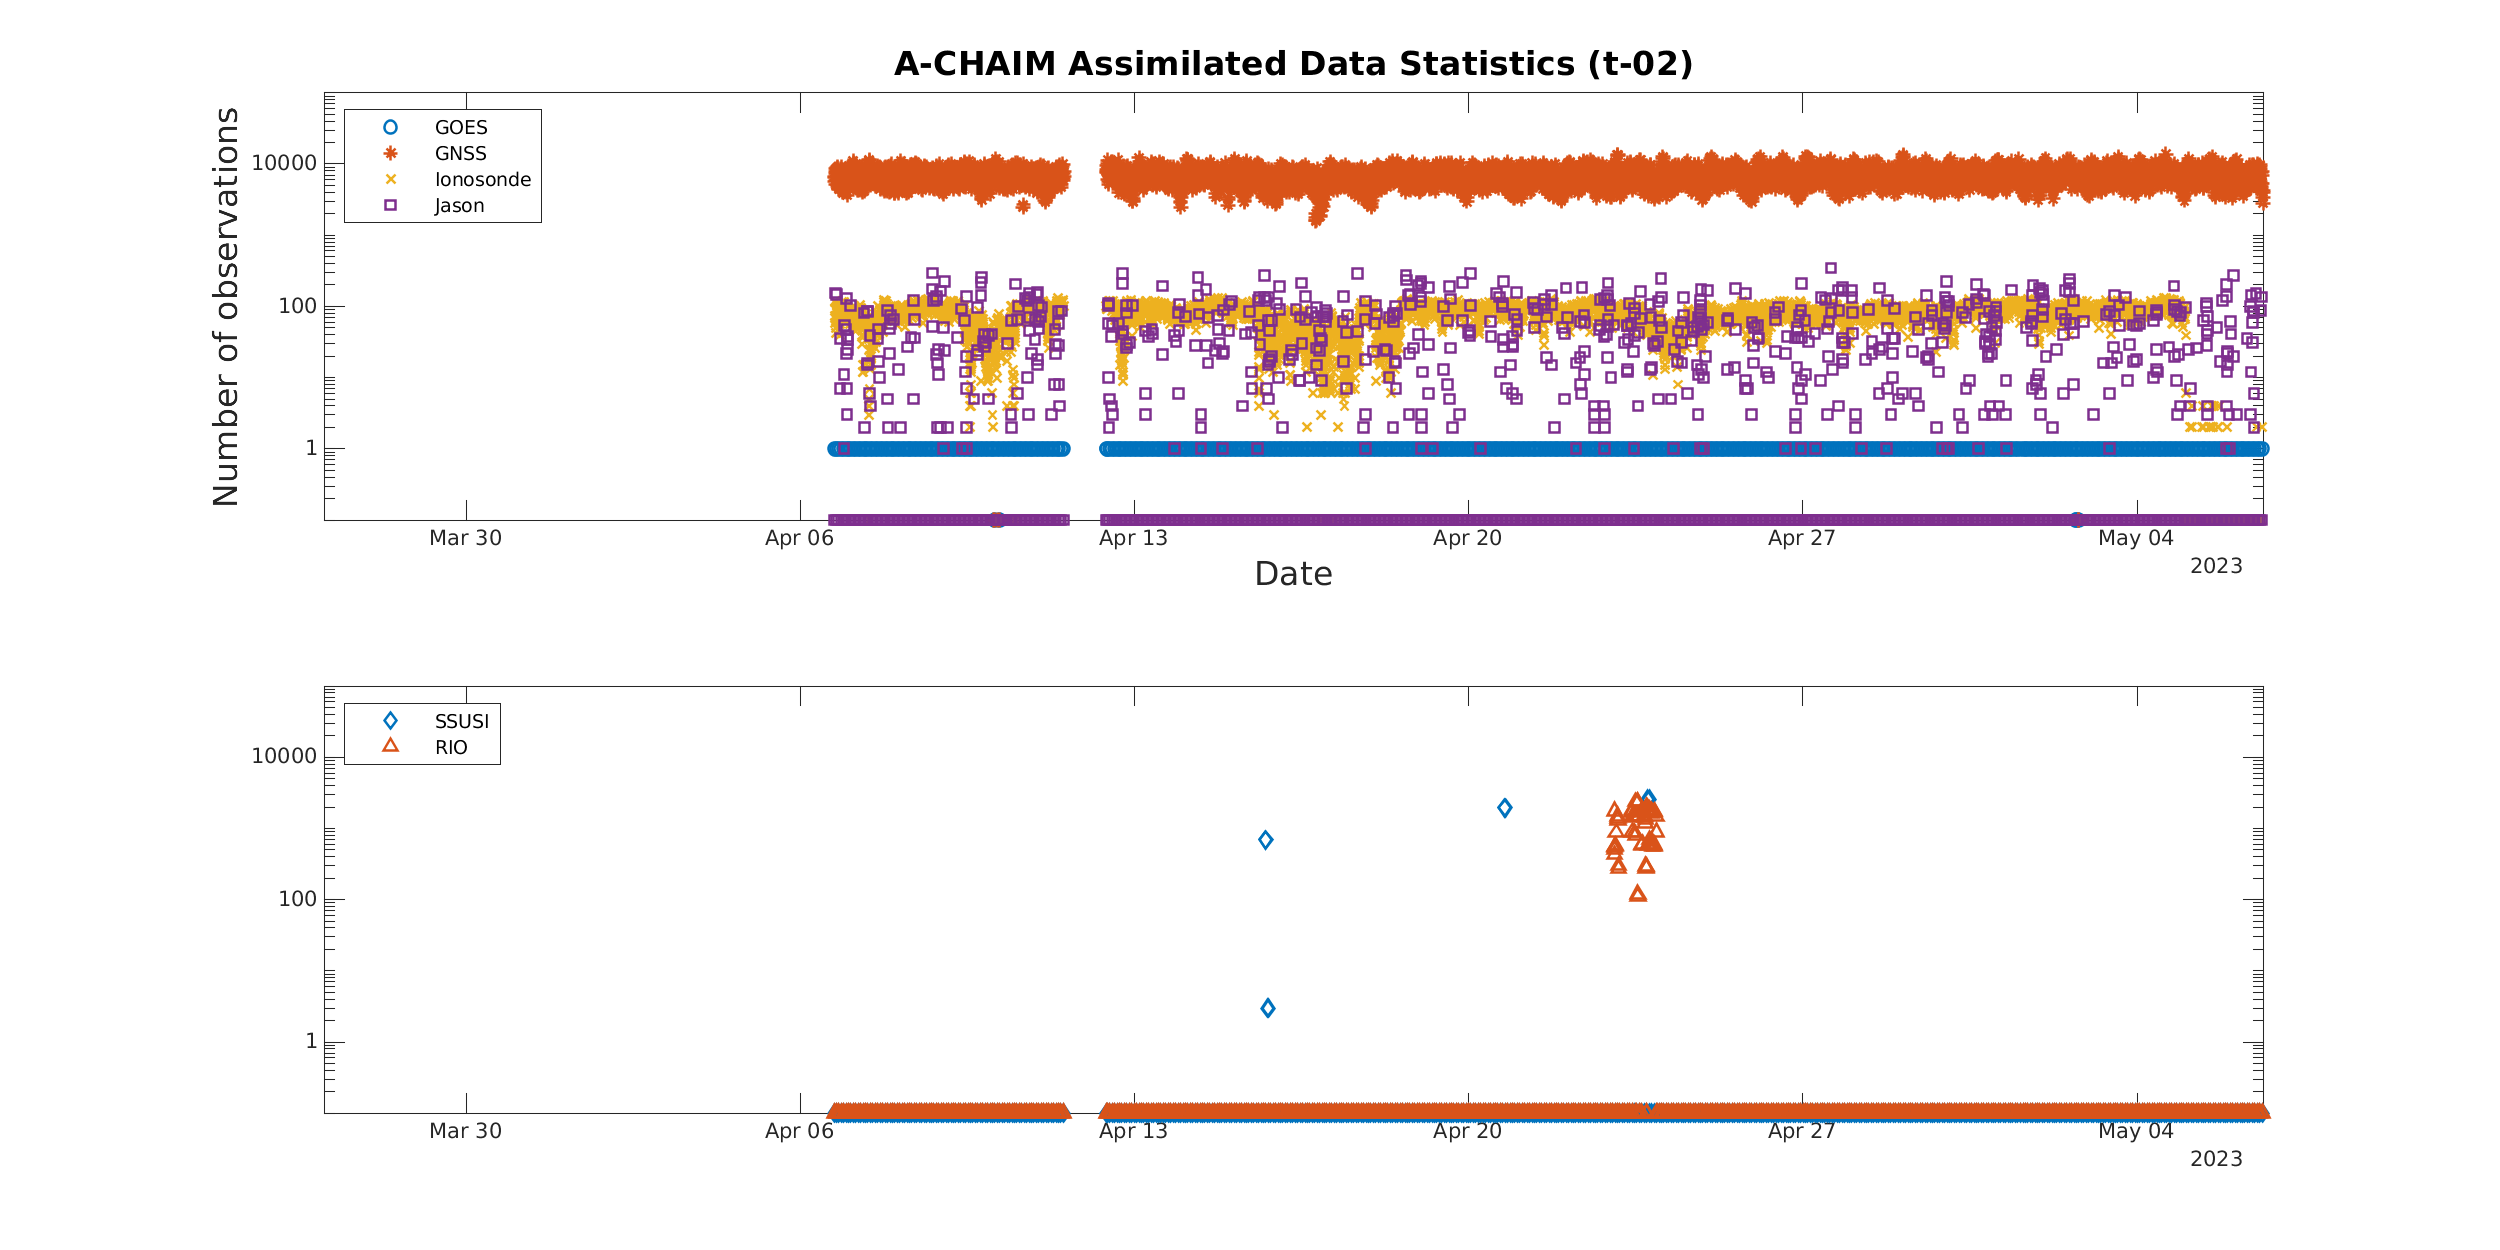 A-CHAIM Assimilated Data Statistics (t-02)
Number of observations
GOES
GNSS
Ionosonde
Jason
10000
100
1
Mar 30 Apr 06 Apr 13 Apr 20 Apr 27 May 04
2023
Date
SSUSI
RIO
10000
100
1
Mar 30 Apr 06 Apr 13 Apr 20 Apr 27 May 04
2023